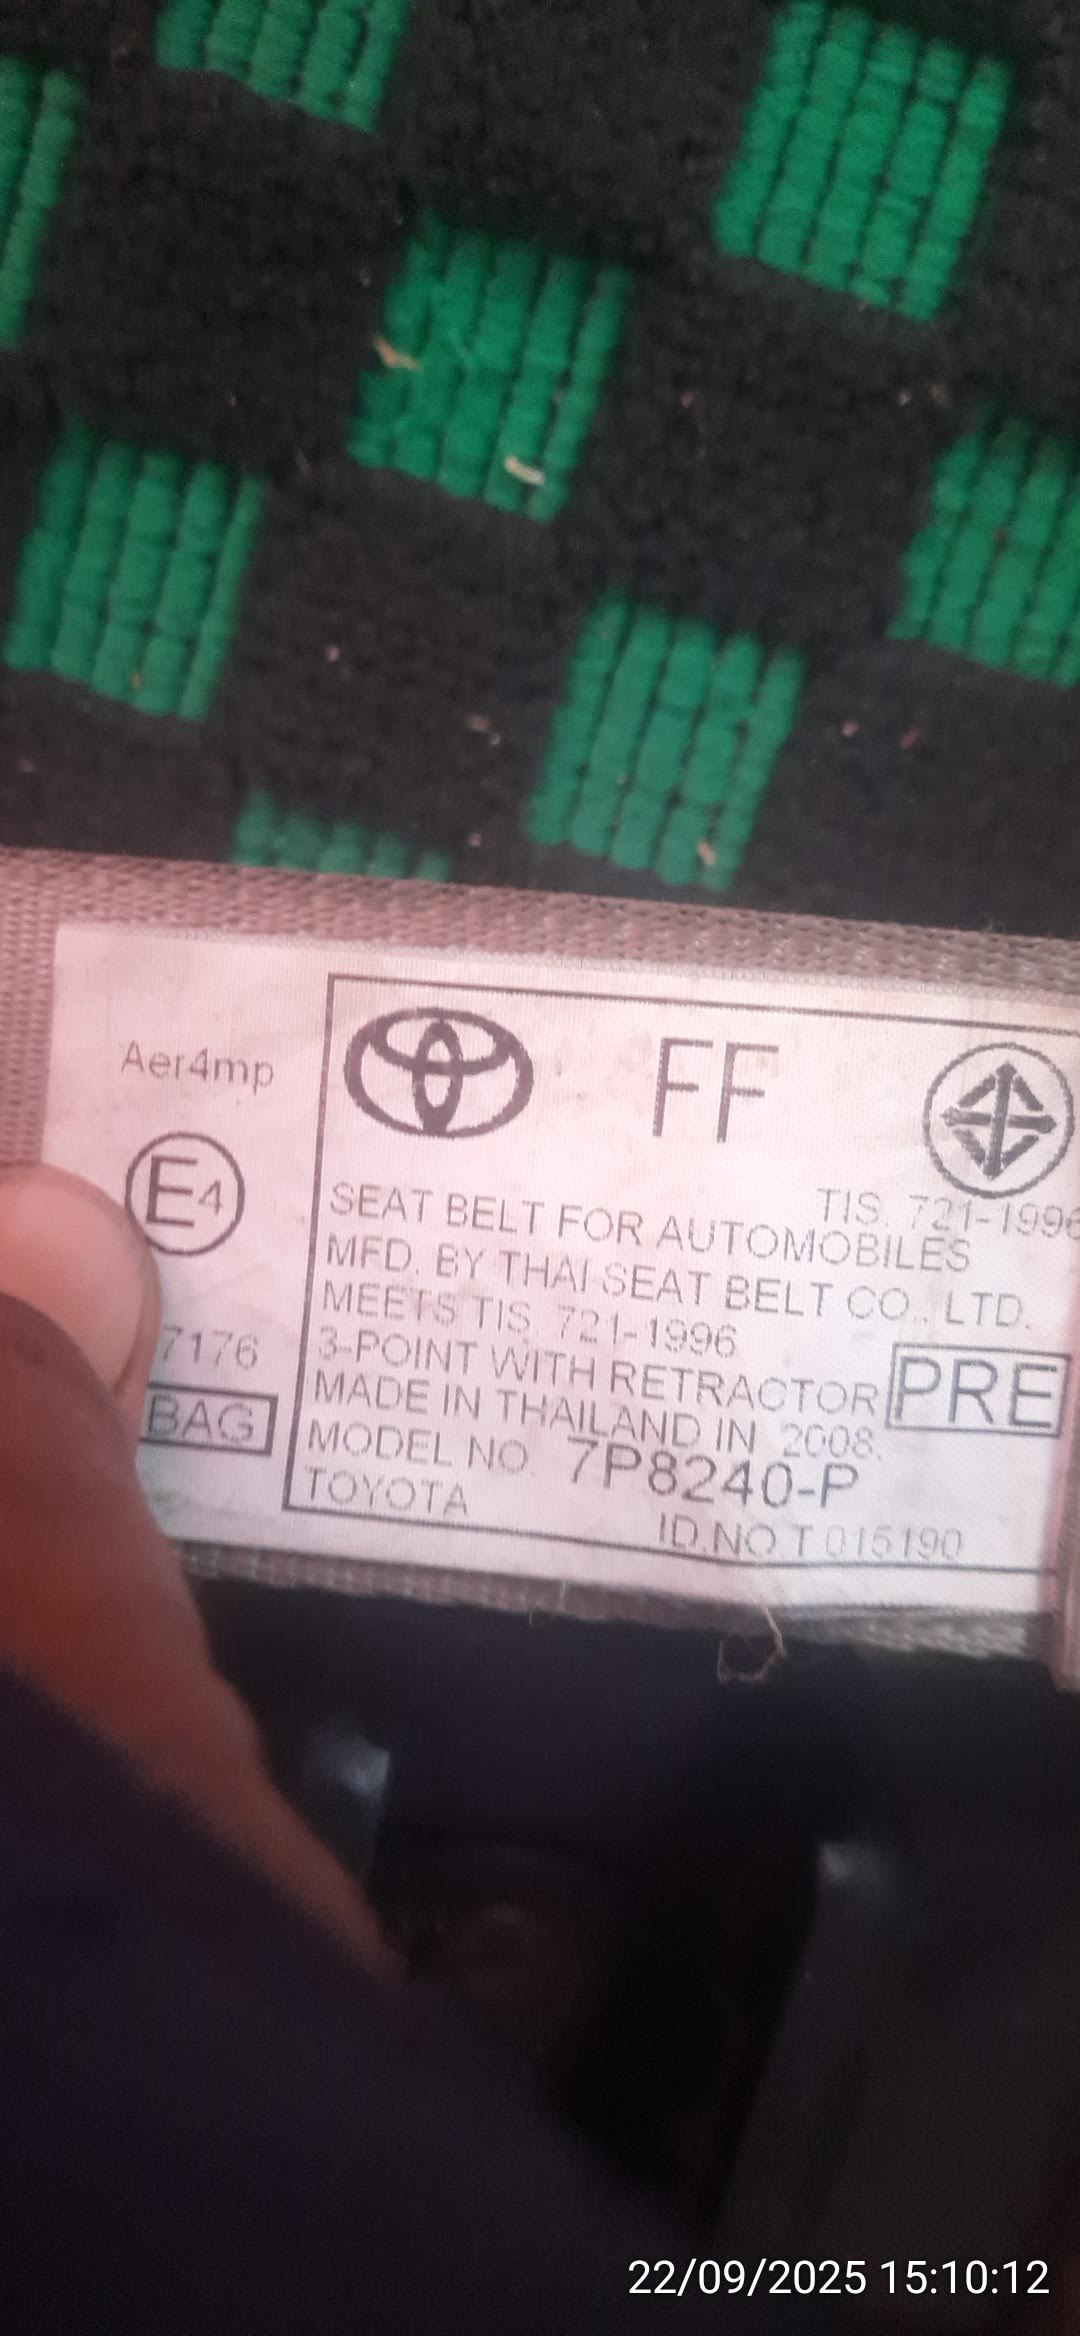 Aer4mp
E4
7176
BAG
FF
TIS. 721-1996
SEAT BELT FOR AUTOMOBILES
MFD. BY THAI SEAT BELT CO., LTD.
MEETS TIS. 721-1996
3-POINT WITH RETRACTOR
PRE
MADE IN THAILAND IN 2008.
MODEL NO. 7P8240-P
TOYOTA
ID.NO.T 015190
22/09/2025 15:10:12